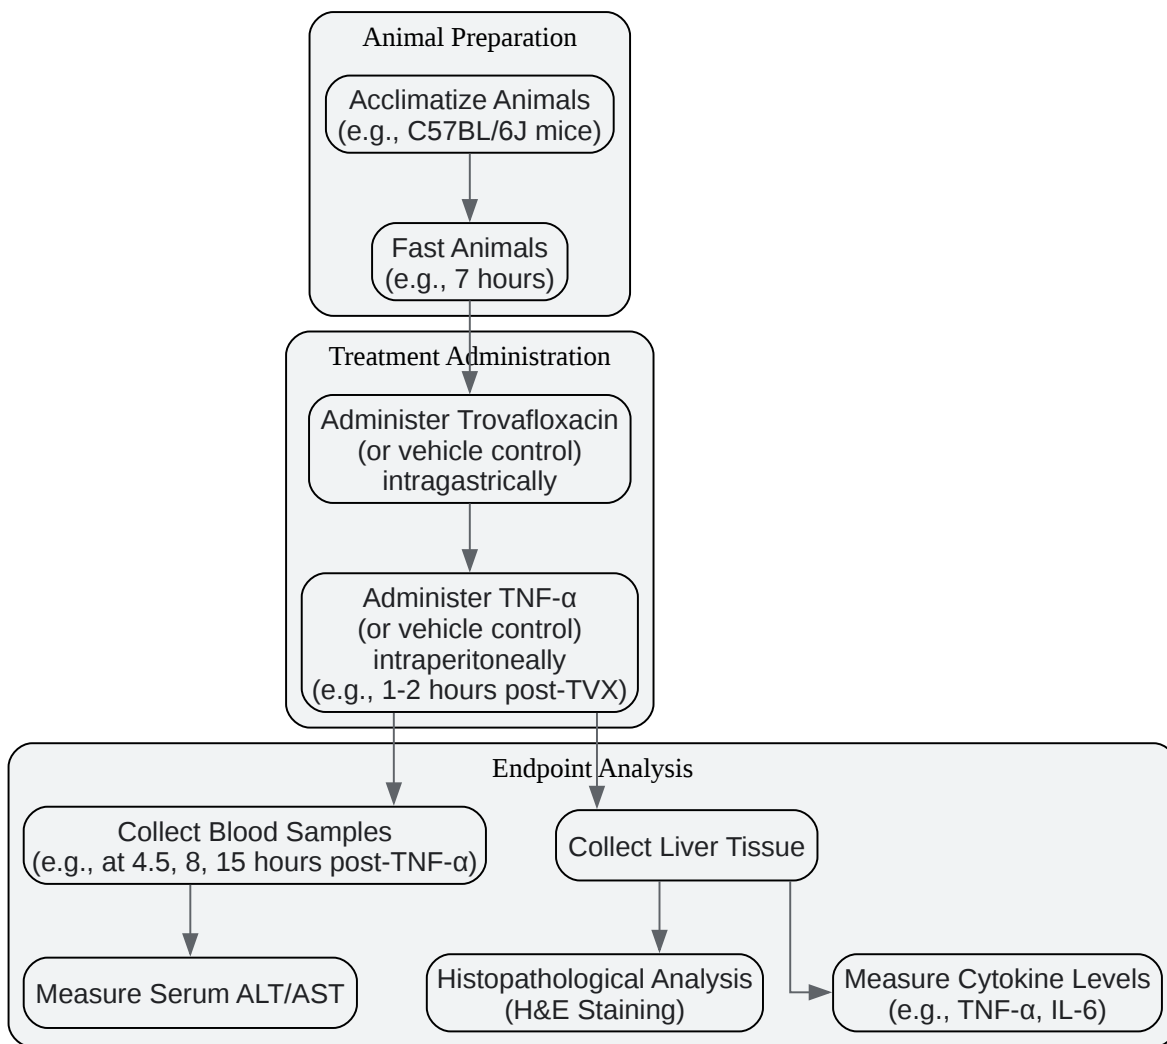 Animal Preparation
Acclimatize Animals
(e.g., C57BL/6J mice)
Fast Animals
(e.g., 7 hours)
Treatment Administration
Administer Trovafloxacin
(or vehicle control)
intragastrically
Administer TNF-α
(or vehicle control)
intraperitoneally
(e.g., 1-2 hours post-TVX)
Endpoint Analysis
Collect Blood Samples
(e.g., at 4.5, 8, 15 hours post-TNF-α)
Collect Liver Tissue
Measure Serum ALT/AST
Histopathological Analysis
(H&E Staining)
Measure Cytokine Levels
(e.g., TNF-α, IL-6)